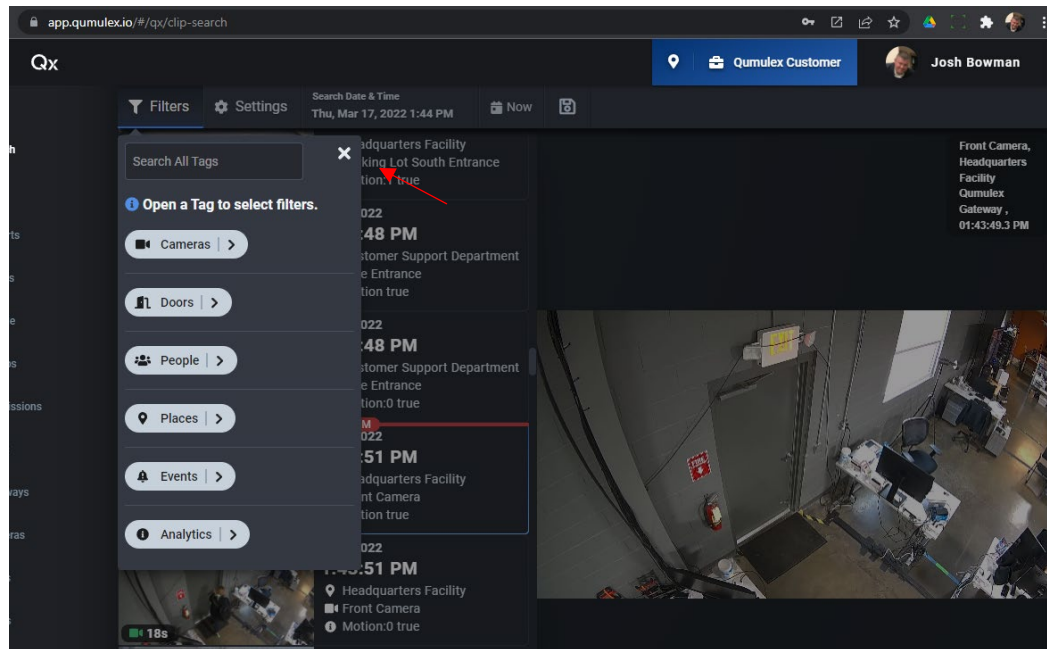 app.qumulex.io/#/qx/clip-search
Qx
Qumulex Customer
Josh Bowman
Filters
Settings
Search Date & Time
Thu, Mar 17, 2022 1:44 PM
Now
Search All Tags
Open a Tag to select filters.
Cameras
Doors
People
Places
Events
Analytics
h
rts
s
e
os
issions
ways
ras
adquarters Facility
king Lot South Entrance
tion:1 true
022
:48 PM
stomer Support Department
e Entrance
tion true
022
:48 PM
stomer Support Department
e Entrance
tion:0 true
M
022
:51 PM
adquarters Facility
nt Camera
tion true
022
:51 PM
Headquarters Facility
Front Camera
Motion:0 true
18s
Front Camera,
Headquarters
Facility
Qumulex
Gateway ,
01:43:49.3 PM
EXIT
FIRE